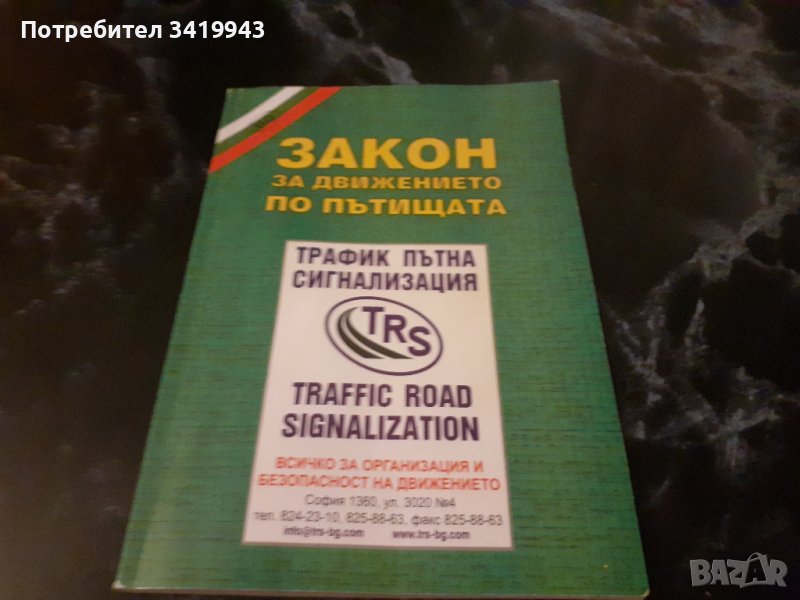 Потребител 3419943
ЗАКОН
ЗА ДВИЖЕНИЕТО
ПО ПЪТИЩАТА
ТРАФИК ПЪТНА
СИГНАЛИЗАЦИЯ
TRS
TRAFFIC ROAD
SIGNALIZATION
ВСИЧКО ЗА ОРГАНИЗАЦИЯ И
БЕЗОПАСНОСТ НА ДВИЖЕНИЕТО
София 1360, ул. 3020 №4
тел. 824-23-10, 825-88-63, факс 825-88-63
info@trs-bg.com www.trs-bg.com
BAZAR